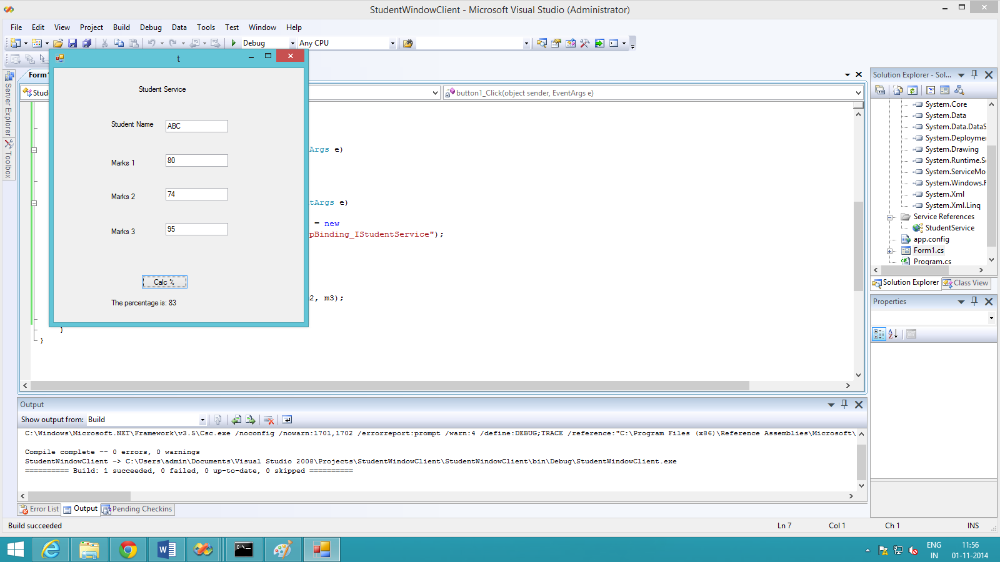 StudentWindowClient - Microsoft Visual Studio (Administrator)
File Edit View Project Build Debug Data Tools Test Window Help
Debug Any CPU
t
Form1
Stud
button1_Click(object sender, EventArgs e)
Server Explorer
Toolbox
Student Service
Student Name ABC
Marks 1 80
Marks 2 74
Marks 3 95
Calc %
The percentage is: 83
Args e)
tArgs e)
= new
pBinding_IStudentService");
m2, m3);
}
}
Solution Explorer - Sol...
System.Core
System.Data
System.Data.DataS
System.Deployme
System.Drawing
System.Runtime.S
System.ServiceMo
System.Windows.F
System.Xml
System.Xml.Linq
Service References
StudentService
app.config
Form1.cs
Program.cs
Solution Explorer Class View
Properties
Output
Show output from: Build
C:\Windows\Microsoft.NET\Framework\v3.5\Csc.exe /noconfig /nowarn:1701,1702 /errorreport:prompt /warn:4 /define:DEBUG;TRACE /reference:"C:\Program Files (x86)\Reference Assemblies\Microsoft\
Compile complete -- 0 errors, 0 warnings
StudentWindowClient -> C:\Users\admin\Documents\Visual Studio 2008\Projects\StudentWindowClient\StudentWindowClient\bin\Debug\StudentWindowClient.exe
========== Build: 1 succeeded, 0 failed, 0 up-to-date, 0 skipped ==========
Error List Output Pending Checkins
Build succeeded Ln 7 Col 1 Ch 1 INS
ENG 11:56
IN 01-11-2014